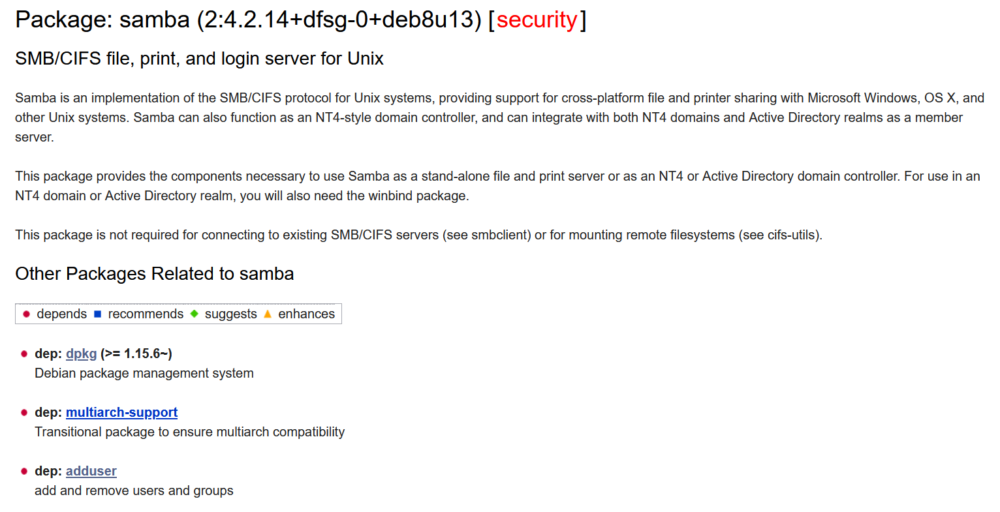 Package: samba (2:4.2.14+dfsg-0+deb8u13) [security]
SMB/CIFS file, print, and login server for Unix
Samba is an implementation of the SMB/CIFS protocol for Unix systems, providing support for cross-platform file and printer sharing with Microsoft Windows, OS X, and
other Unix systems. Samba can also function as an NT4-style domain controller, and can integrate with both NT4 domains and Active Directory realms as a member
server.
This package provides the components necessary to use Samba as a stand-alone file and print server or as an NT4 or Active Directory domain controller. For use in an
NT4 domain or Active Directory realm, you will also need the winbind package.
This package is not required for connecting to existing SMB/CIFS servers (see smbclient) or for mounting remote filesystems (see cifs-utils).
Other Packages Related to samba
depends recommends suggests enhances
dep: dpkg (>= 1.15.6~)
Debian package management system
dep: multiarch-support
Transitional package to ensure multiarch compatibility
dep: adduser
add and remove users and groups